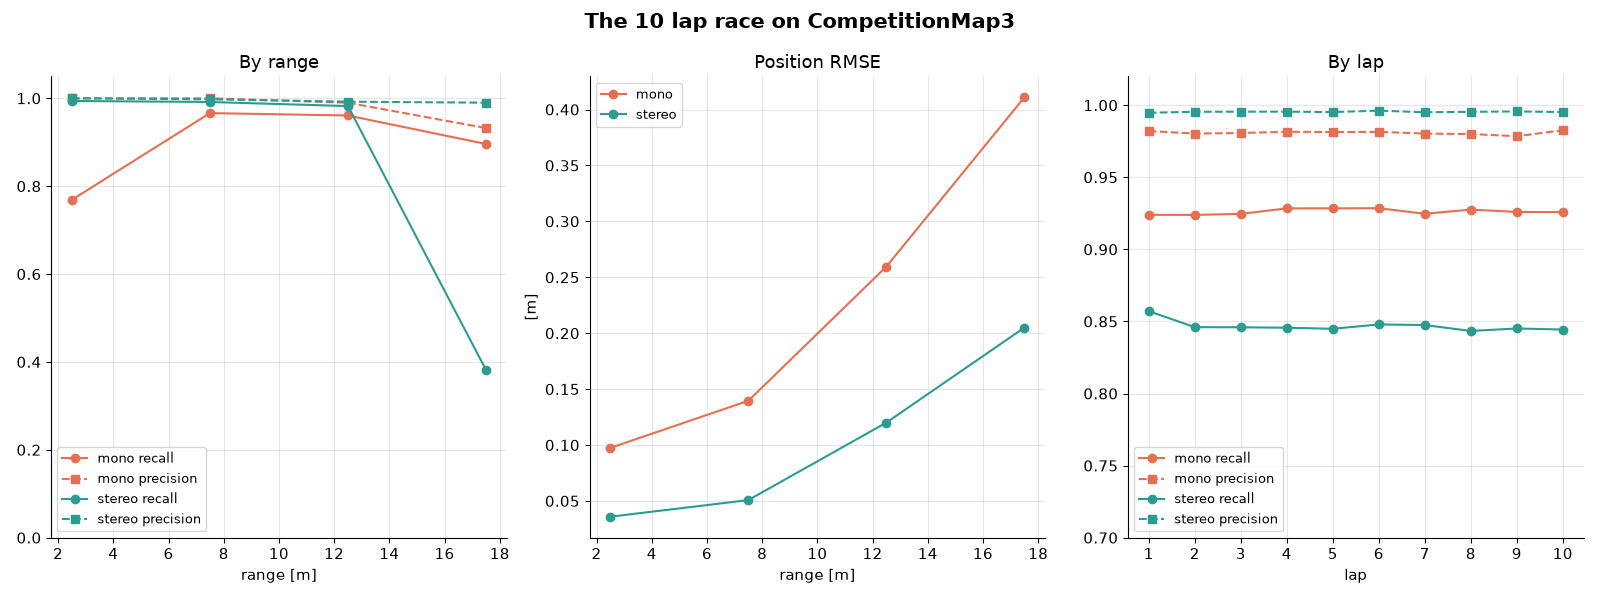 The 10 lap race on CompetitionMap3
By range
1.0
0.8
0.6
0.4
0.2
0.0
2 4 6 8 10 12 14 16 18
range [m]
mono recall
mono precision
stereo recall
stereo precision
Position RMSE
[m]
0.40
0.35
0.30
0.25
0.20
0.15
0.10
0.05
2 4 6 8 10 12 14 16 18
range [m]
mono
stereo
By lap
1.00
0.95
0.90
0.85
0.80
0.75
0.70
1 2 3 4 5 6 7 8 9 10
lap
mono recall
mono precision
stereo recall
stereo precision